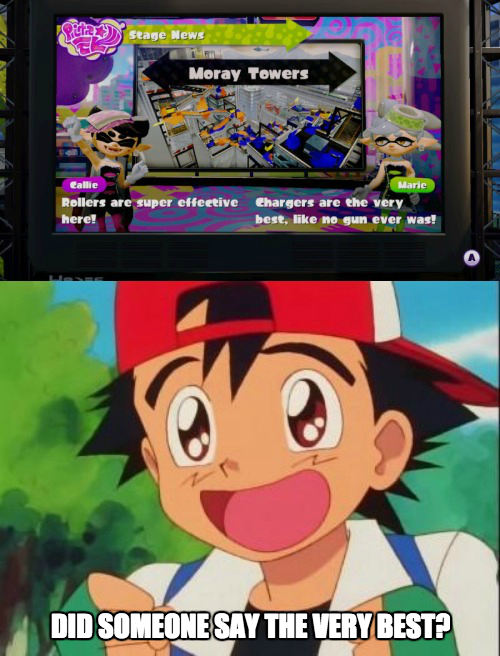 Stage News
Moray Towers
Callie
Marie
Rollers are super effective
here!
Chargers are the very
best, like no gun ever was!
A
DID SOMEONE SAY THE VERY BEST?